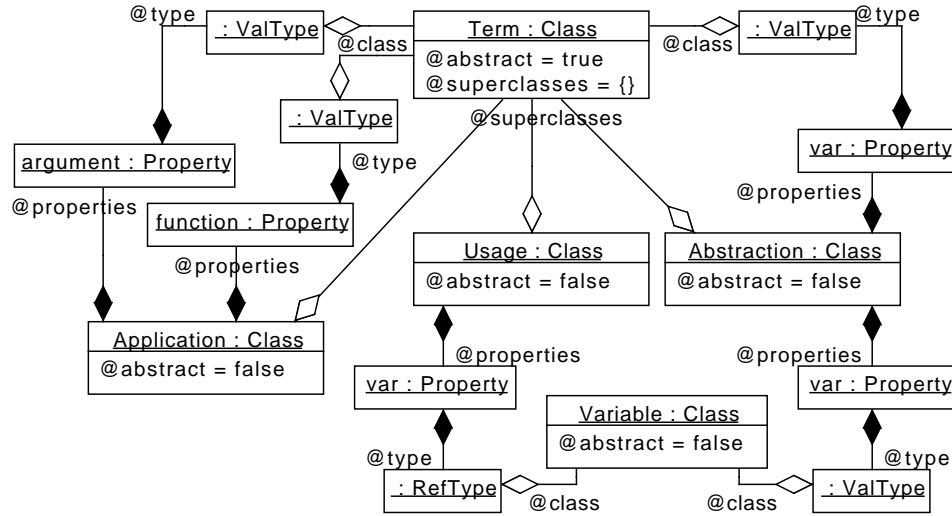 @type
: ValType
@class
Term : Class
@abstract = true
@superclasses = {}
@class
: ValType
@type
: ValType
@superclasses
argument : Property
@type
var : Property
@properties
function : Property
@properties
@properties
Usage : Class
@abstract = false
Abstraction : Class
@abstract = false
Application : Class
@abstract = false
@properties
@properties
var : Property
Variable : Class
@abstract = false
var : Property
@type
: RefType
@class
@class
: ValType
@type